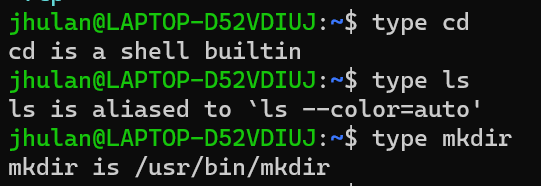 jhulan@LAPTOP-D52VDIUJ:~$ type cd
cd is a shell builtin
jhulan@LAPTOP-D52VDIUJ:~$ type ls
ls is aliased to `ls --color=auto'
jhulan@LAPTOP-D52VDIUJ:~$ type mkdir
mkdir is /usr/bin/mkdir